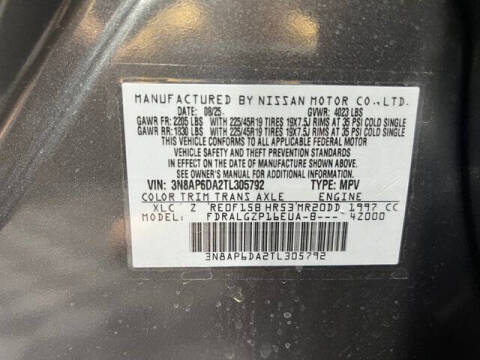 MANUFACTURED BY NISSAN MOTOR CO.,LTD.
DATE: 08/25 GVWR: 4023 LBS
GAWR FR: 2205 LBS WITH 225/45R19 TIRES 19X7.5J RIMS AT 35 PSI COLD SINGLE
GAWR RR: 1830 LBS WITH 225/45R19 TIRES 19X7.5J RIMS AT 35 PSI COLD SINGLE
THIS VEHICLE CONFORMS TO ALL APPLICABLE FEDERAL MOTOR
VEHICLE SAFETY, BUMPER, AND THEFT PREVENTION STANDARDS
IN EFFECT ON THE DATE OF MANUFACTURE SHOWN ABOVE.
SEE OWNER'S MANUAL FOR ADDITIONAL INFORMATION.
VIN: 3N8AP6DA2TL305792 TYPE: MPV
COLOR TRIM TRANS AXLE ENGINE
XLC Z RE0F15B HR53 MR20DD 1997 CC
MODEL: FDRALGZP16EUA-B--- 42000
3N8AP6DA2TL305792